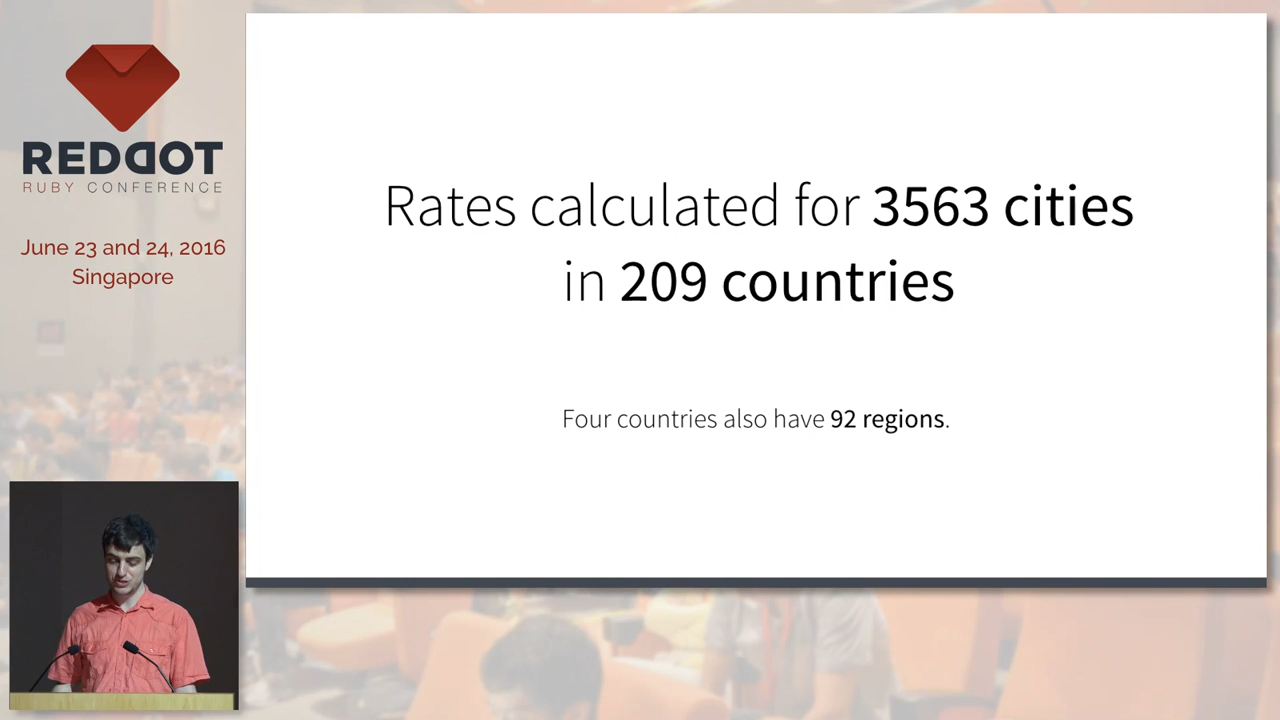 REDDOT
RUBY CONFERENCE
June 23 and 24, 2016
Singapore
Rates calculated for 3563 cities
in 209 countries
Four countries also have 92 regions.